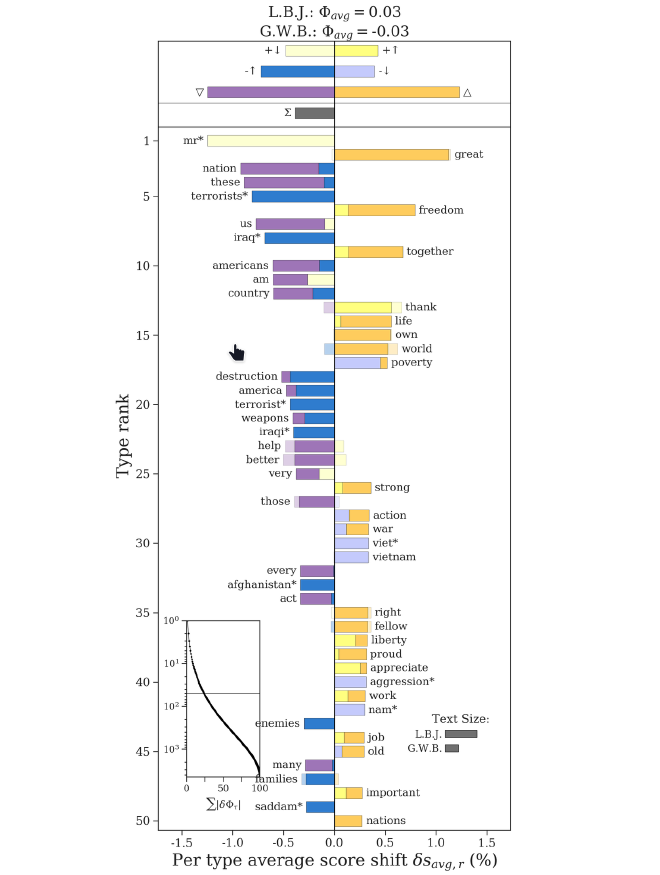 L.B.J.: Φavg = 0.03
G.W.B.: Φavg = -0.03
+↓ +↑
-↑ -↓
▽ △
Σ
1
5
10
15
20
25
30
35
40
45
50
Type rank
mr*
great
nation
these
terrorists*
freedom
us
iraq*
together
americans
am
country
thank
life
own
world
poverty
destruction
america
terrorist*
weapons
iraqi*
help
better
very
strong
those
action
war
viet*
vietnam
every
afghanistan*
act
right
fellow
liberty
proud
appreciate
aggression*
work
nam*
enemies
job
old
many
families
important
saddam*
nations
10⁰
10¹
10²
10³
0 25 50 75 100
∑|δΦτ|
Text Size:
L.B.J.
G.W.B.
-1.5 -1.0 -0.5 0.0 0.5 1.0 1.5
Per type average score shift δsavg,r (%)